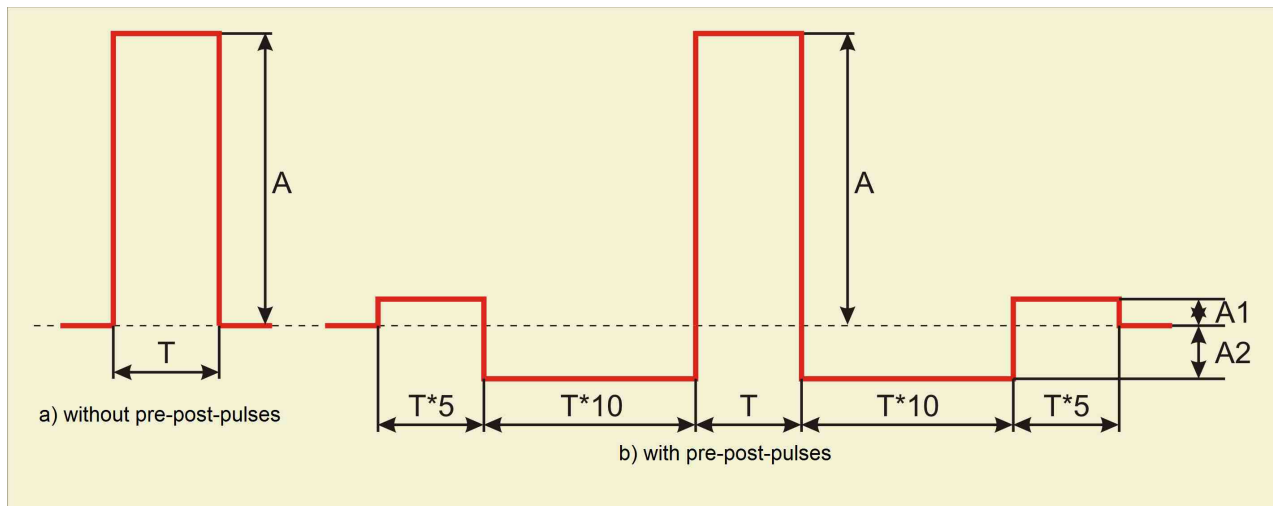 A
T
a) without pre-post-pulses
A
A1
A2
T*5
T*10
T
T*10
T*5
b) with pre-post-pulses